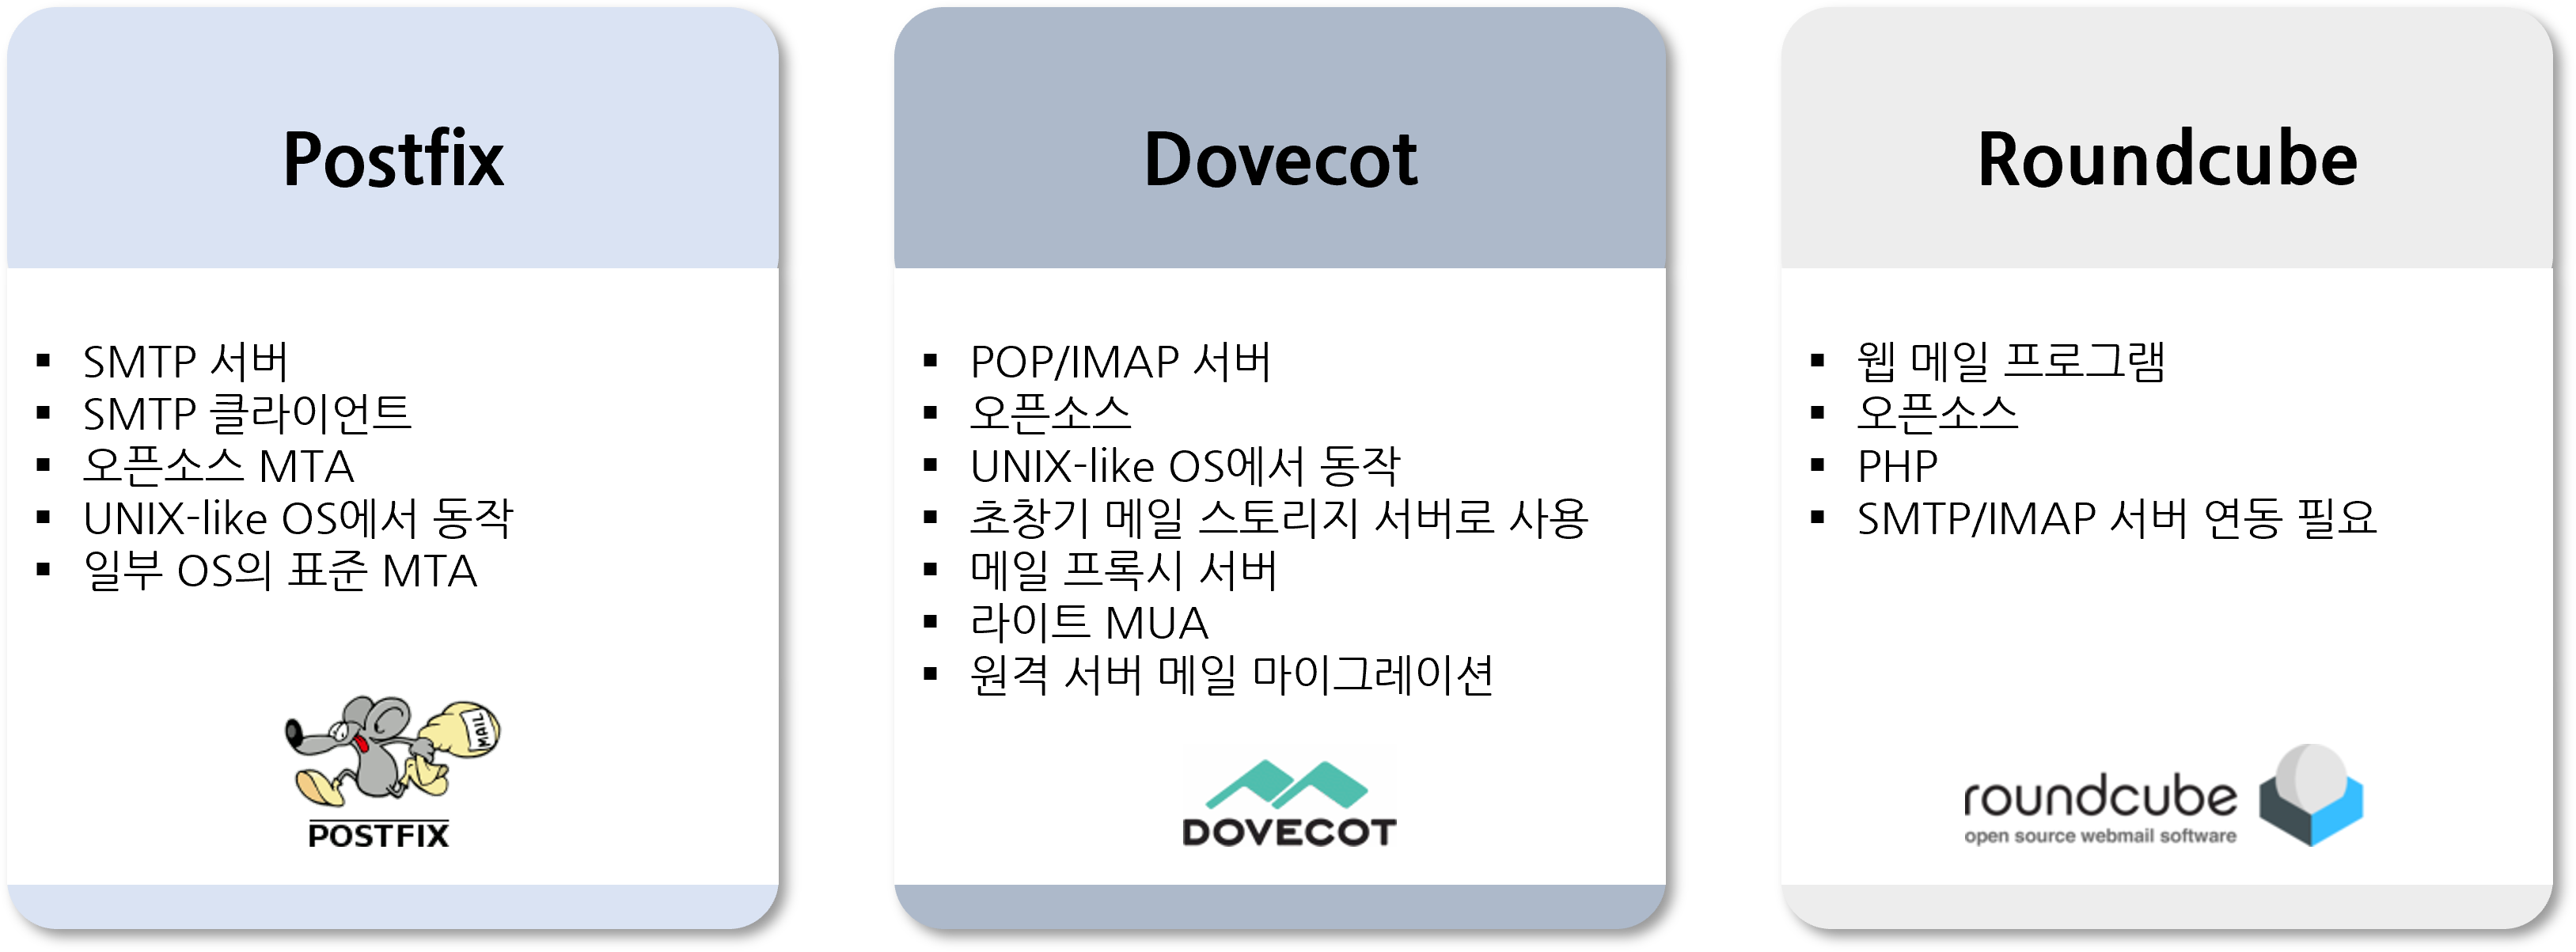 Postfix
▪ SMTP 서버
▪ SMTP 클라이언트
▪ 오픈소스 MTA
▪ UNIX-like OS에서 동작
▪ 일부 OS의 표준 MTA
MAIL
POSTFIX
Dovecot
▪ POP/IMAP 서버
▪ 오픈소스
▪ UNIX-like OS에서 동작
▪ 초창기 메일 스토리지 서버로 사용
▪ 메일 프록시 서버
▪ 라이트 MUA
▪ 원격 서버 메일 마이그레이션
DOVECOT
Roundcube
▪ 웹 메일 프로그램
▪ 오픈소스
▪ PHP
▪ SMTP/IMAP 서버 연동 필요
roundcube
open source webmail software